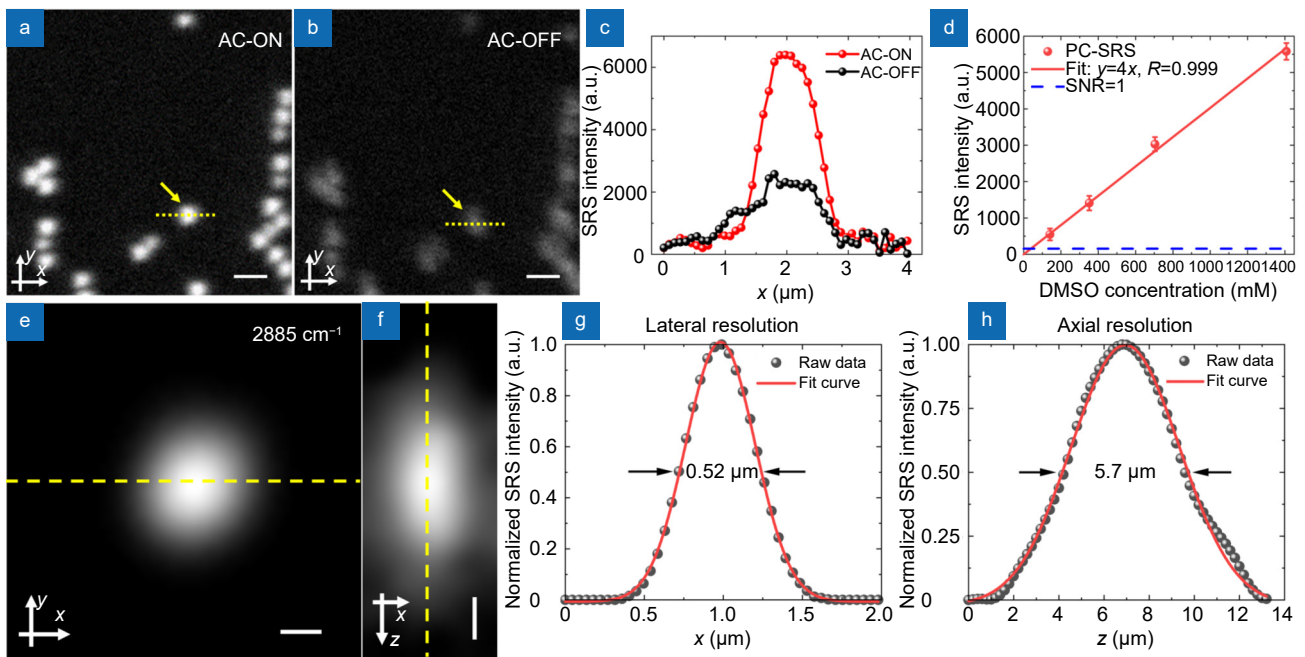 a
AC-ON
y
x
b
AC-OFF
y
x
c
SRS intensity (a.u.)
6000
4000
2000
0
AC-ON
AC-OFF
0
1
2
3
4
x (μm)
d
SRS intensity (a.u.)
6000
5000
4000
3000
2000
1000
0
PC-SRS
Fit: y=4x, R=0.999
SNR=1
0
200
400
600
800
1000
1200
1400
DMSO concentration (mM)
e
2885 cm⁻¹
y
x
f
x
z
g
Lateral resolution
Normalized SRS intensity (a.u.)
1.0
0.8
0.6
0.4
0.2
0
Raw data
Fit curve
0.52 μm
0
0.5
1.0
1.5
2.0
x (μm)
h
Axial resolution
Normalized SRS intensity (a.u.)
1.00
0.75
0.50
0.25
0
Raw data
Fit curve
5.7 μm
0
2
4
6
8
10
12
14
z (μm)